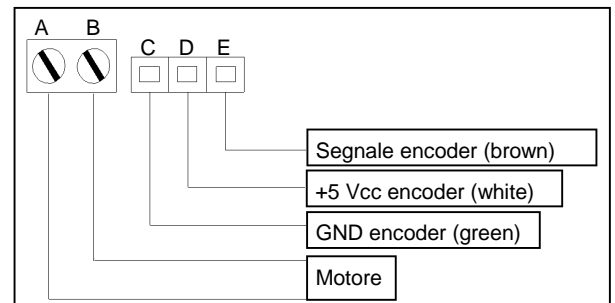 A B
C D E
Segnale encoder (brown)
+5 Vcc encoder (white)
GND encoder (green)
Motore